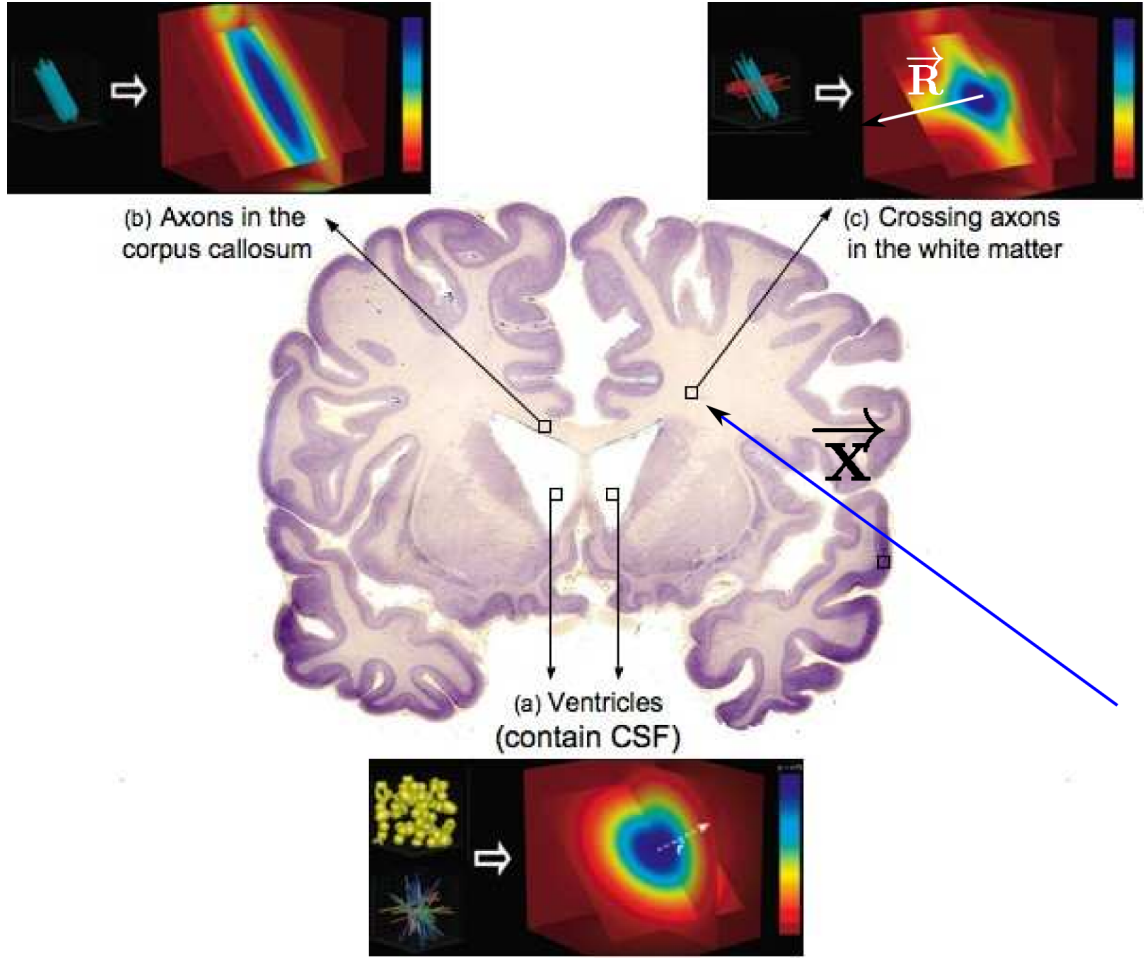 R
(b) Axons in the
corpus callosum
(c) Crossing axons
in the white matter
X
(a) Ventricles
(contain CSF)